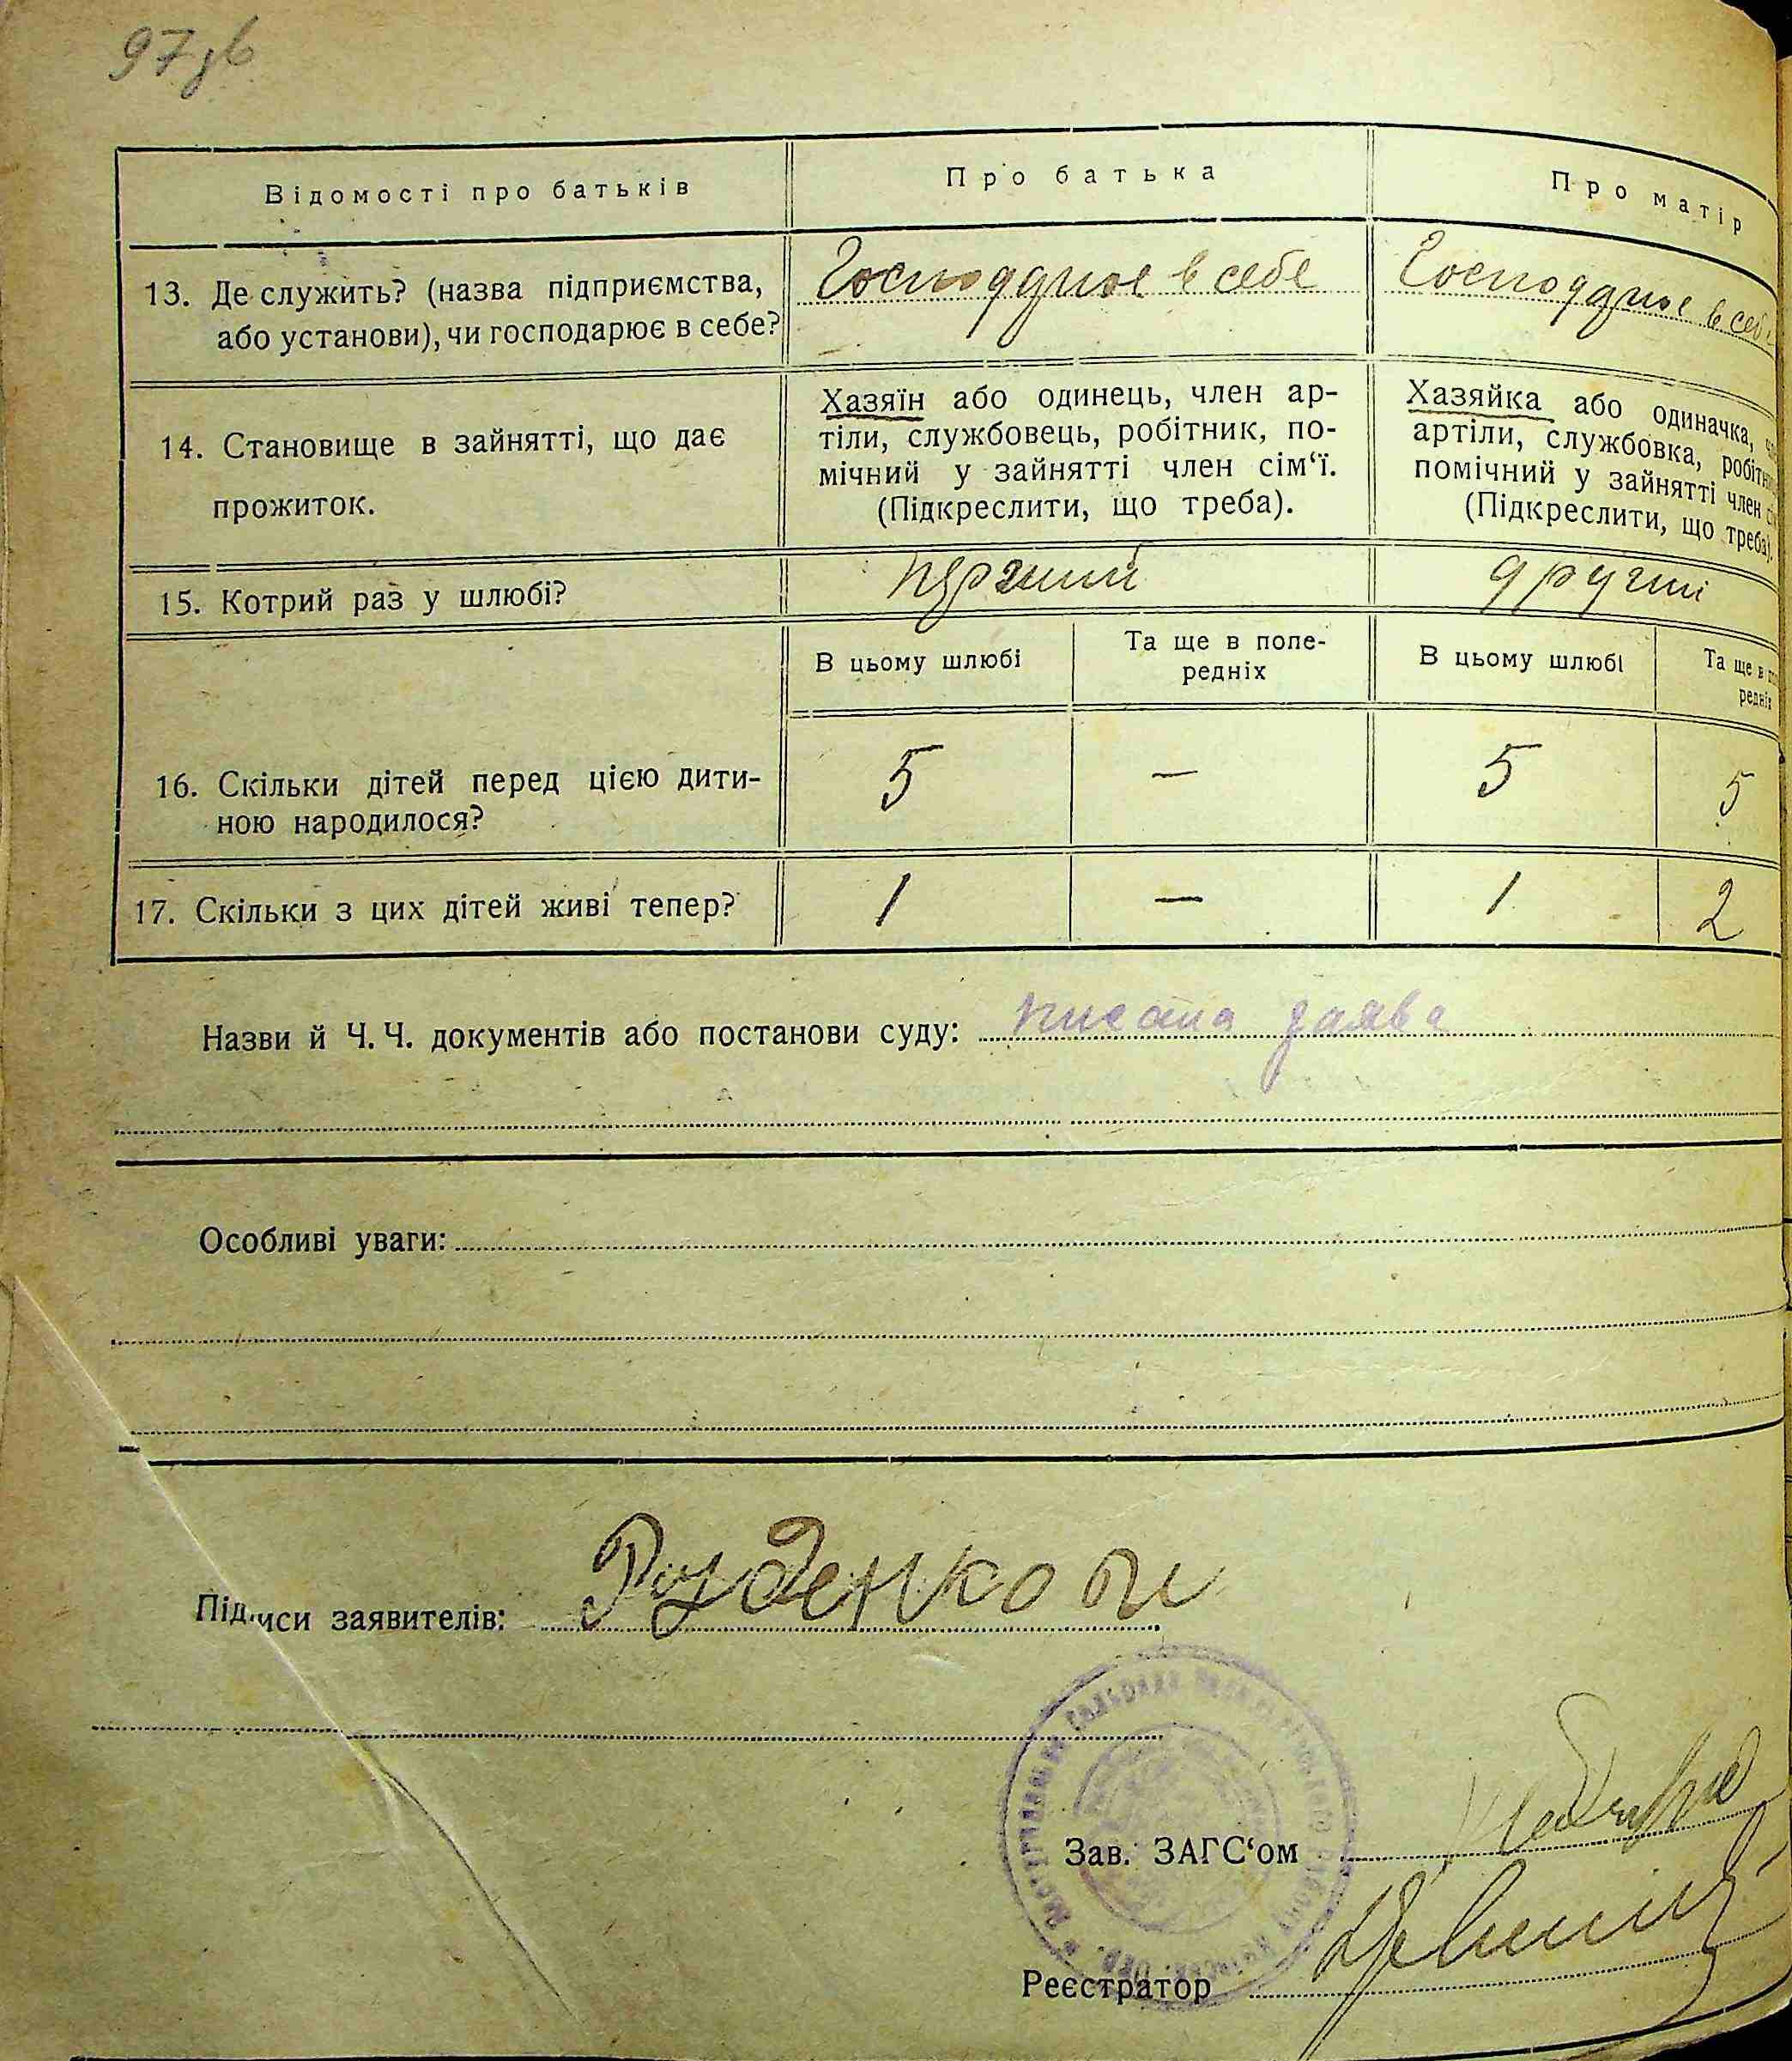 97зв
Відомості про батьків
Про батька
Про матір
13. Де служить? (назва підприємства,
або установи), чи господарює в себе?
Господарює в себе
Господарює в себе
14. Становище в зайнятті, що дає
прожиток.
Хазяїн або одинець, член ар-
тіли, службовець, робітник, по-
мічний у зайнятті член сім‘ї.
(Підкреслити, що треба).
Хазяйка або одиначка,
артіли, службовка,
помічний у зайнятті член
(Підкреслити, що треба).
15. Котрий раз у шлюбі?
другий
В цьому шлюбі
Та ще в попе-
редніх
В цьому шлюбі
Та ще в
16. Скільки дітей перед цією дити-
ною народилося?
5
—
5
5
17. Скільки з цих дітей живі тепер?
1
—
1
2
Назви й Ч. Ч. документів або постанови суду: заява
Особливі уваги:
Підписи заявителів: Руденко
Зав. ЗАГС‘ом
Реєстратор